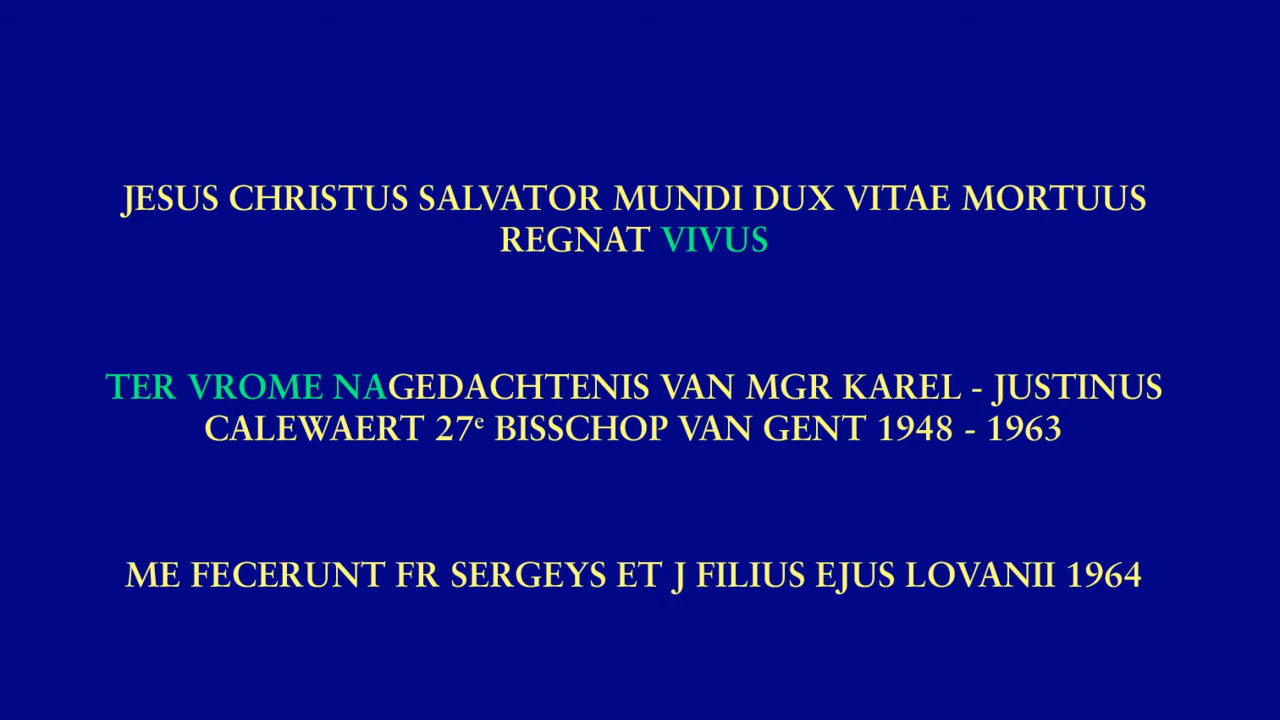 JESUS CHRISTUS SALVATOR MUNDI DUX VITAE MORTUUS
REGNAT VIVUS
TER VROME NAGEDACHTENIS VAN MGR KAREL - JUSTINUS
CALEWAERT 27e BISSCHOP VAN GENT 1948 - 1963
ME FECERUNT FR SERGEYS ET J FILIUS EJUS LOVANII 1964